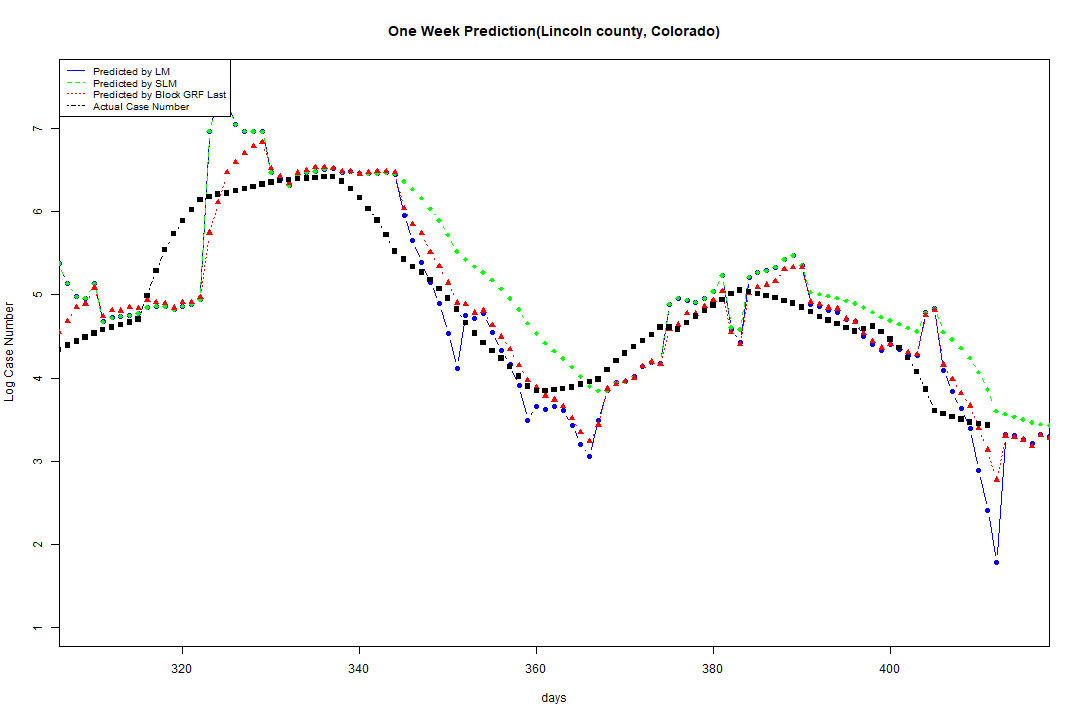 One Week Prediction(Lincoln county, Colorado)
Predicted by LM
Predicted by SLM
Predicted by Block GRF Last
Actual Case Number
7
6
5
4
3
2
1
Log Case Number
320 340 360 380 400
days